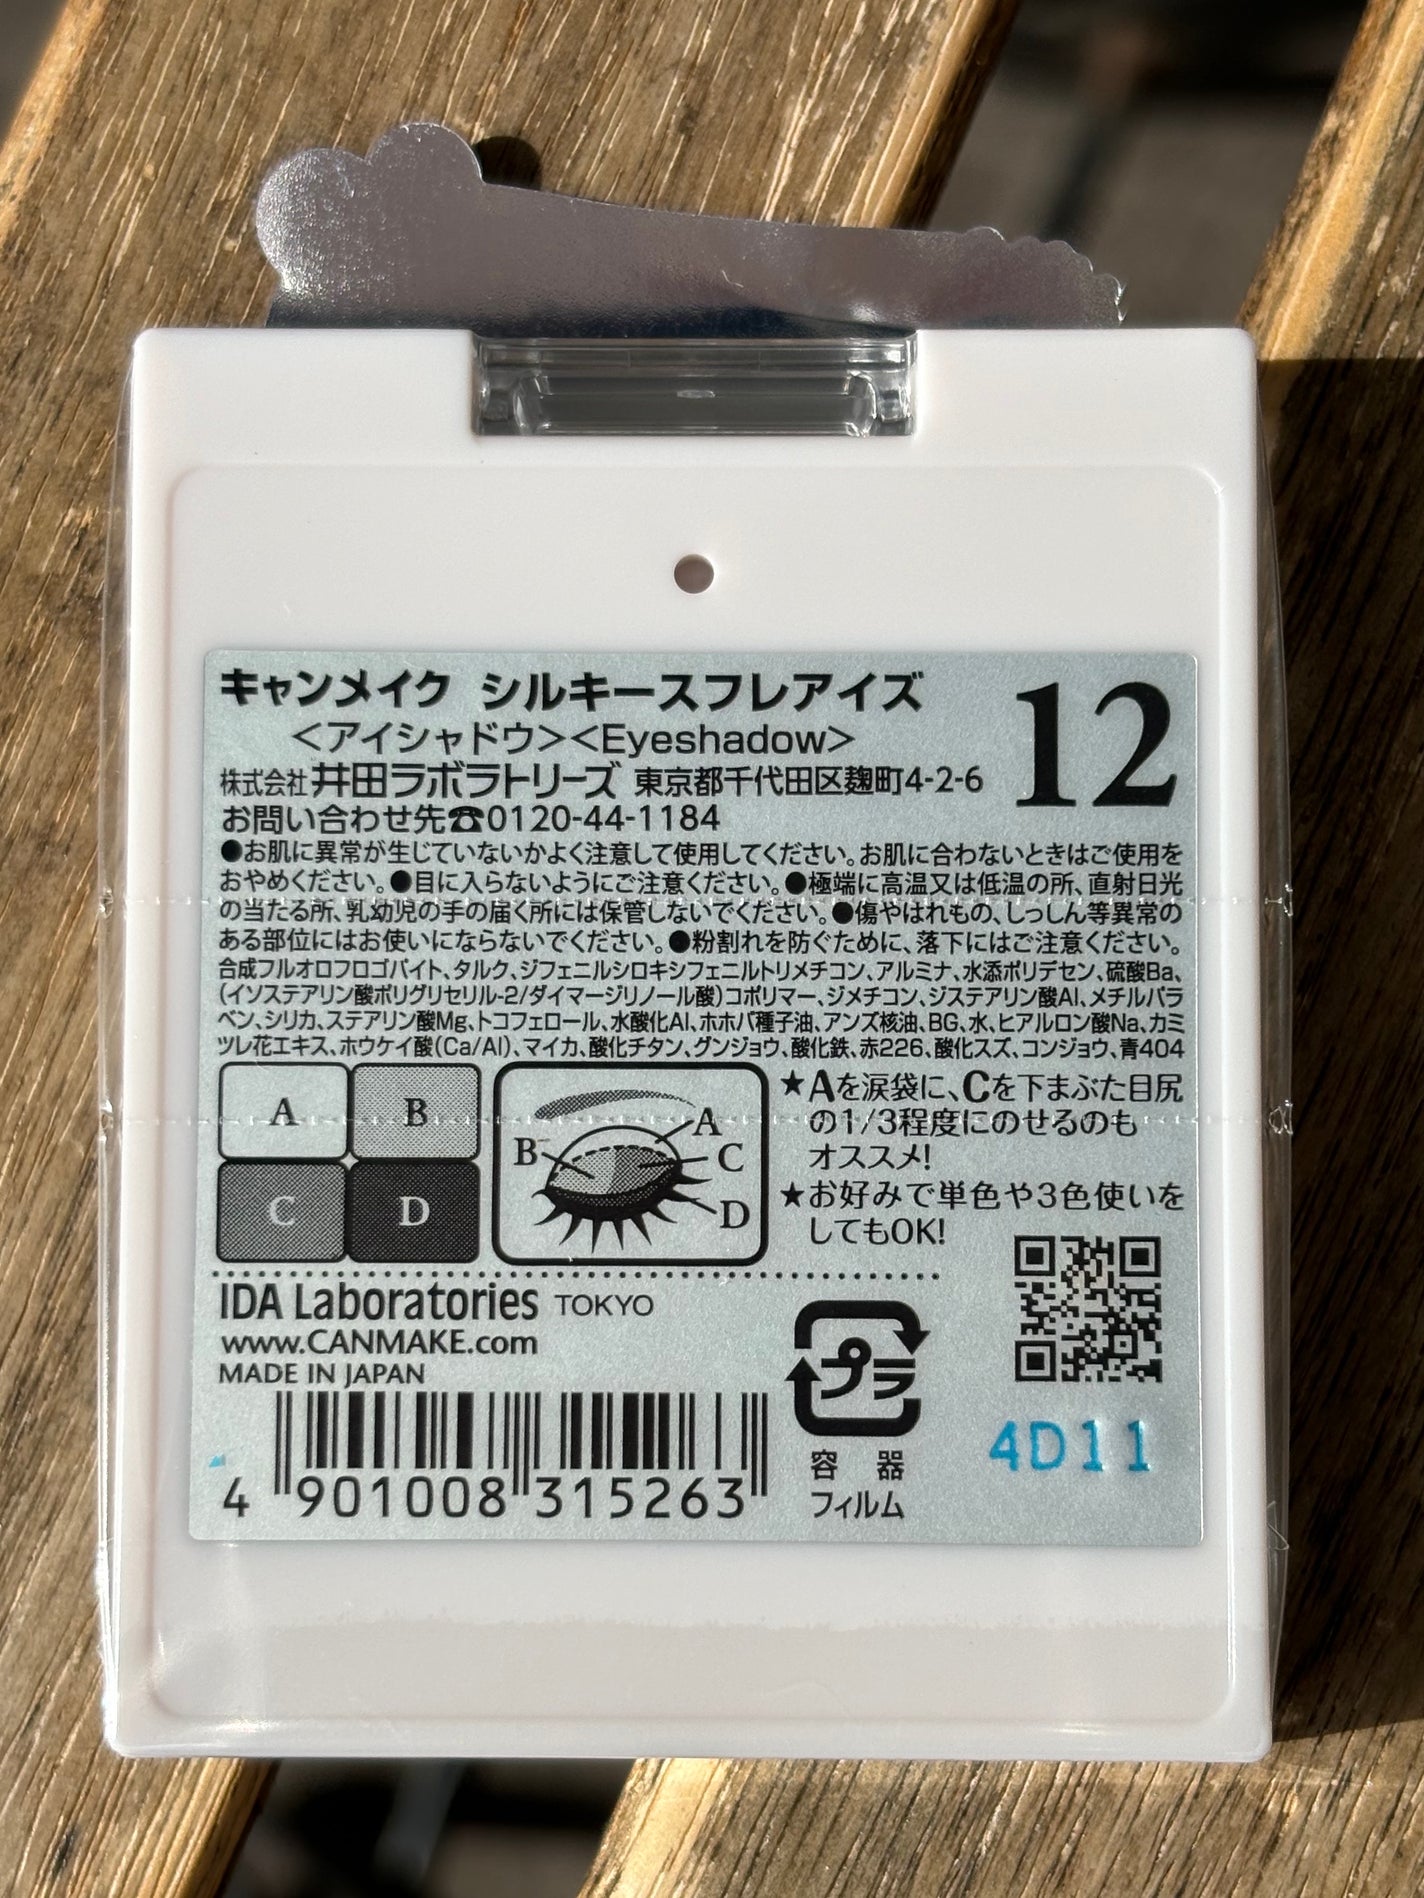 キャンメイク シルキースフレアイズ
12
＜アイシャドウ＞＜Eyeshadow＞
株式会社 井田ラボラトリーズ 東京都千代田区麹町4-2-6
お問い合わせ先☎0120-44-1184
●お肌に異常が生じていないかよく注意して使用してください。お肌に合わないときはご使用を
おやめください。●目に入らないようにご注意ください。●極端に高温又は低温の所、直射日光
の当たる所、乳幼児の手の届く所には保管しないでください。●傷やはれもの、しっしん等異常の
ある部位にはお使いにならないでください。●粉割れを防ぐために、落下にはご注意ください。
合成フルオロフロゴパイト、タルク、ジフェニルシロキシフェニルトリメチコン、アルミナ、水添ポリデセン、硫酸Ba、
(イソステアリン酸ポリグリセリル-2/ダイマージリノール酸)コポリマー、ジメチコン、ジステアリン酸Al、メチルパラ
ベン、シリカ、ステアリン酸Mg、トコフェロール、水酸化Al、ホホバ種子油、アンズ核油、BG、水、ヒアルロン酸Na、カミ
ツレ花エキス、ホウケイ酸(Ca/Al)、マイカ、酸化チタン、グンジョウ、酸化鉄、赤226、酸化スズ、コンジョウ、青404
A B
C D
A
B
C
D
★Aを涙袋に、Cを下まぶた目尻
の1/3程度にのせるのも
オススメ!
★お好みで単色や3色使いを
してもOK!
IDA Laboratories TOKYO
www.CANMAKE.com
MADE IN JAPAN
4 901008 315263
プラ
容器
フィルム
4D11